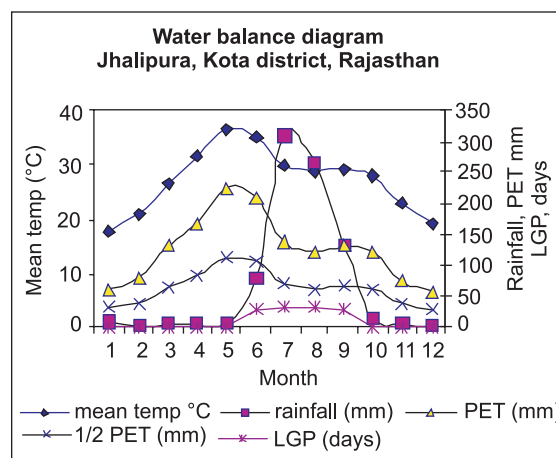 Water balance diagram
Jhalipura, Kota district, Rajasthan
Mean temp (°C)
40
30
20
10
0
350
300
250
200
150
100
50
0
Rainfall, PET mm
LGP, days
1 2 3 4 5 6 7 8 9 10 11 12
Month
mean temp °C rainfall (mm) PET (mm)
1/2 PET (mm) LGP (days)